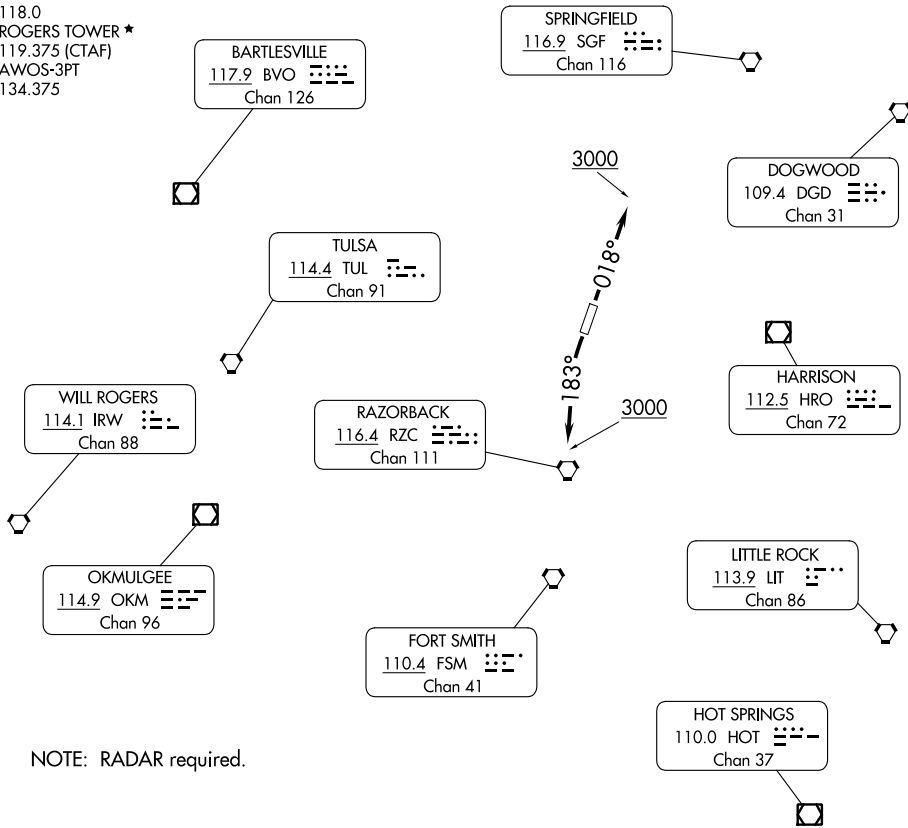 118.0
ROGERS TOWER ★
119.375 (CTAF)
AWOS-3PT
134.375
SPRINGFIELD
116.9 SGF
Chan 116
BARTLESVILLE
117.9 BVO
Chan 126
3000
DOGWOOD
109.4 DGD
Chan 31
TULSA
114.4 TUL
Chan 91
018°
183°
HARRISON
112.5 HRO
Chan 72
WILL ROGERS
114.1 IRW
Chan 88
RAZORBACK
116.4 RZC
Chan 111
3000
LITTLE ROCK
113.9 LIT
Chan 86
OKMULGEE
114.9 OKM
Chan 96
FORT SMITH
110.4 FSM
Chan 41
HOT SPRINGS
110.0 HOT
Chan 37
NOTE: RADAR required.